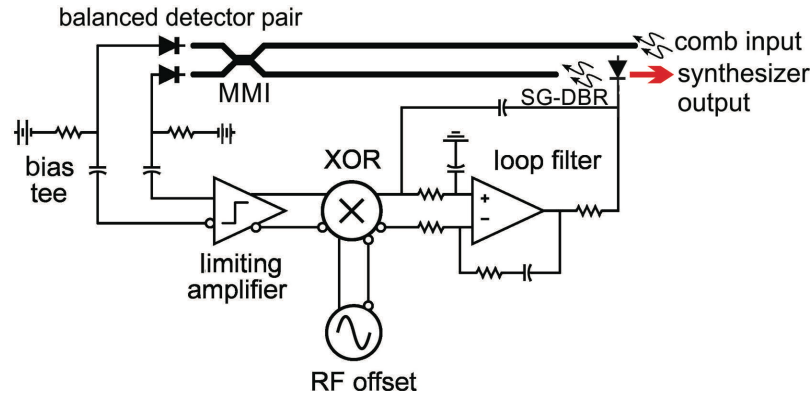 balanced detector pair
comb input
synthesizer
output
MMI
SG-DBR
bias
tee
XOR
loop filter
+
−
limiting
amplifier
RF offset